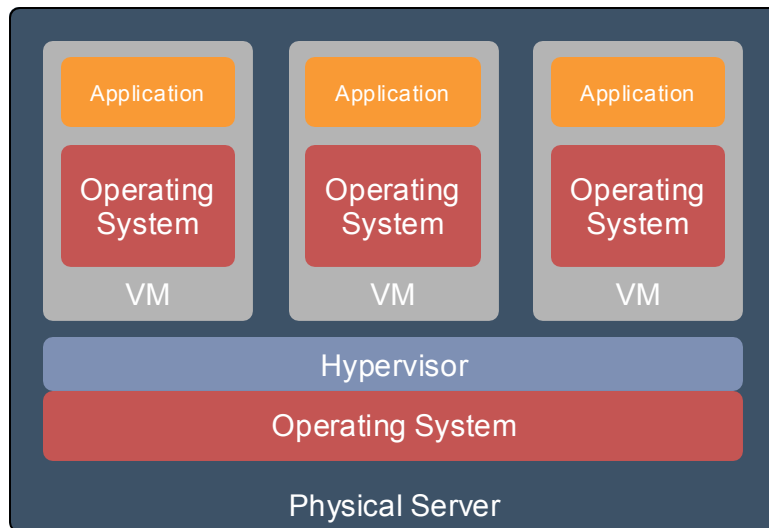 Application
Application
Application
Operating
System
Operating
System
Operating
System
VM
VM
VM
Hypervisor
Operating System
Physical Server